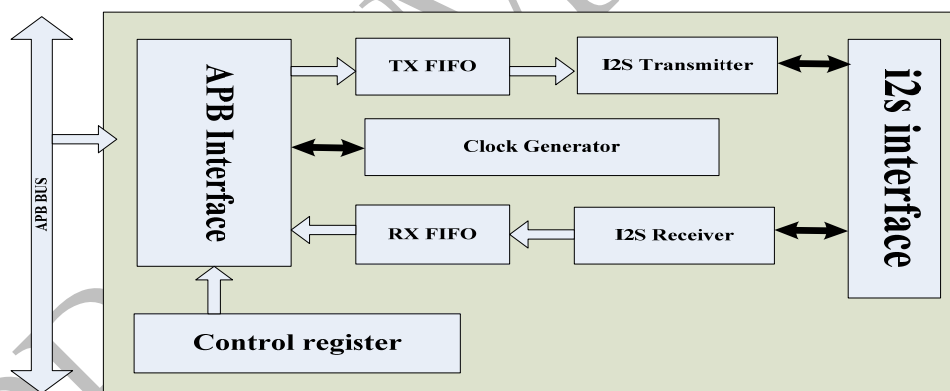 APB BUS
APB Interface
TX FIFO
I2S Transmitter
i2s interface
Clock Generator
RX FIFO
I2S Receiver
Control register